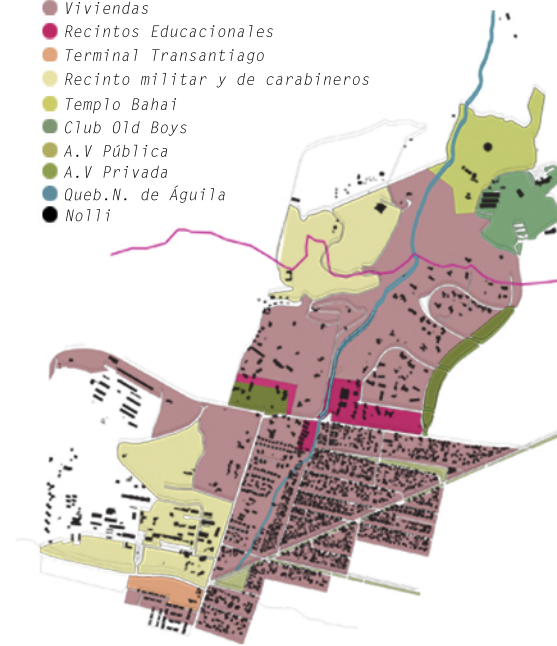 Viviendas
Recintos Educacionales
Terminal Transantiago
Recinto militar y de carabineros
Templo Bahai
Club Old Boys
A.V Pública
A.V Privada
Queb.N. de Águila
Nolli